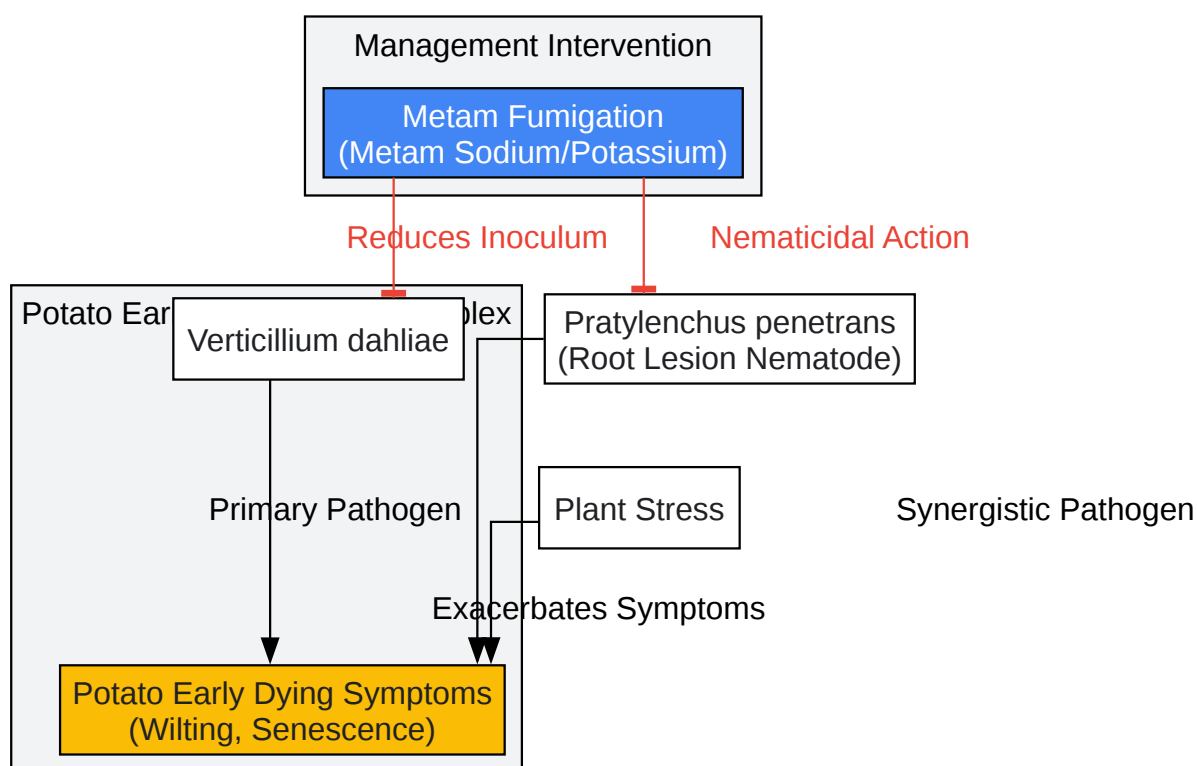 Management Intervention
Metam Fumigation
(Metam Sodium/Potassium)
Reduces Inoculum
Nematicidal Action
Potato Ear
plex
Verticillium dahliae
Pratylenchus penetrans
(Root Lesion Nematode)
Primary Pathogen
Plant Stress
Synergistic Pathogen
Exacerbates Symptoms
Potato Early Dying Symptoms
(Wilting, Senescence)